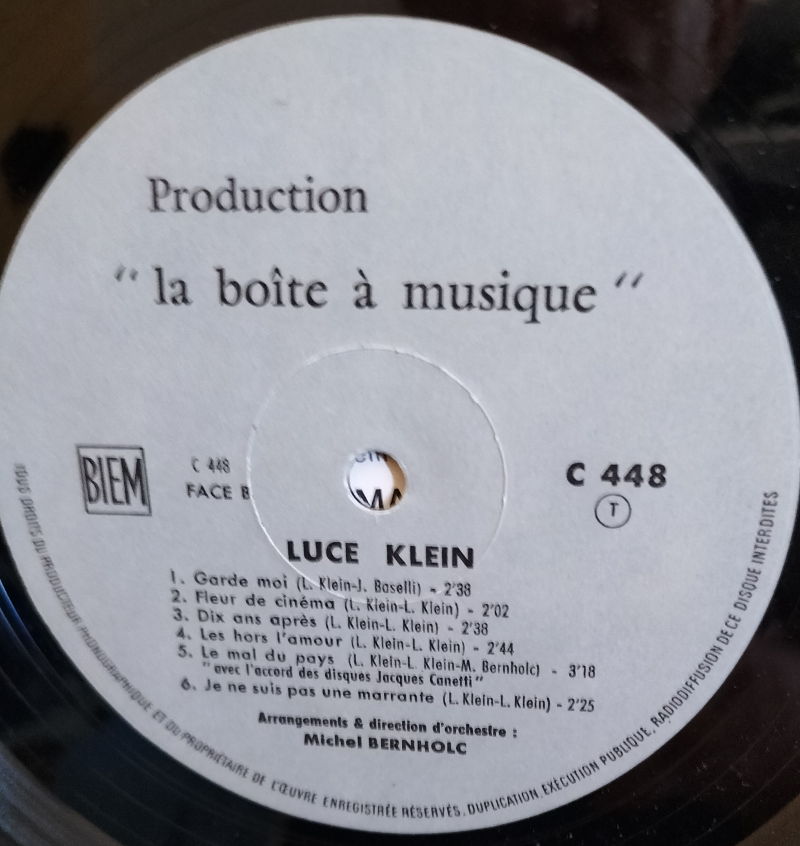 Production
" la boîte à musique "
BIEM
C 448
FACE B
C 448
T
LUCE KLEIN
1. Garde moi (L. Klein-J. Baselli) - 2'38
2. Fleur de cinéma (L. Klein-L. Klein) - 2'02
3. Dix ans après (L. Klein-L. Klein) - 2'38
4. Les hors l'amour (L. Klein-L. Klein) - 2'44
5. Le mal du pays (L. Klein-L. Klein-M. Bernholc) - 3'18
"avec l'accord des disques Jacques Canetti"
6. Je ne suis pas une marrante (L. Klein-L. Klein) - 2'25
Arrangements & direction d'orchestre :
Michel BERNHOLC
TOUS DROITS DU PRODUCTEUR PHONOGRAPHIQUE ET DU PROPRIÉTAIRE DE L'ŒUVRE ENREGISTRÉE RÉSERVÉS. DUPLICATION, EXÉCUTION PUBLIQUE, RADIODIFFUSION DE CE DISQUE INTERDITES